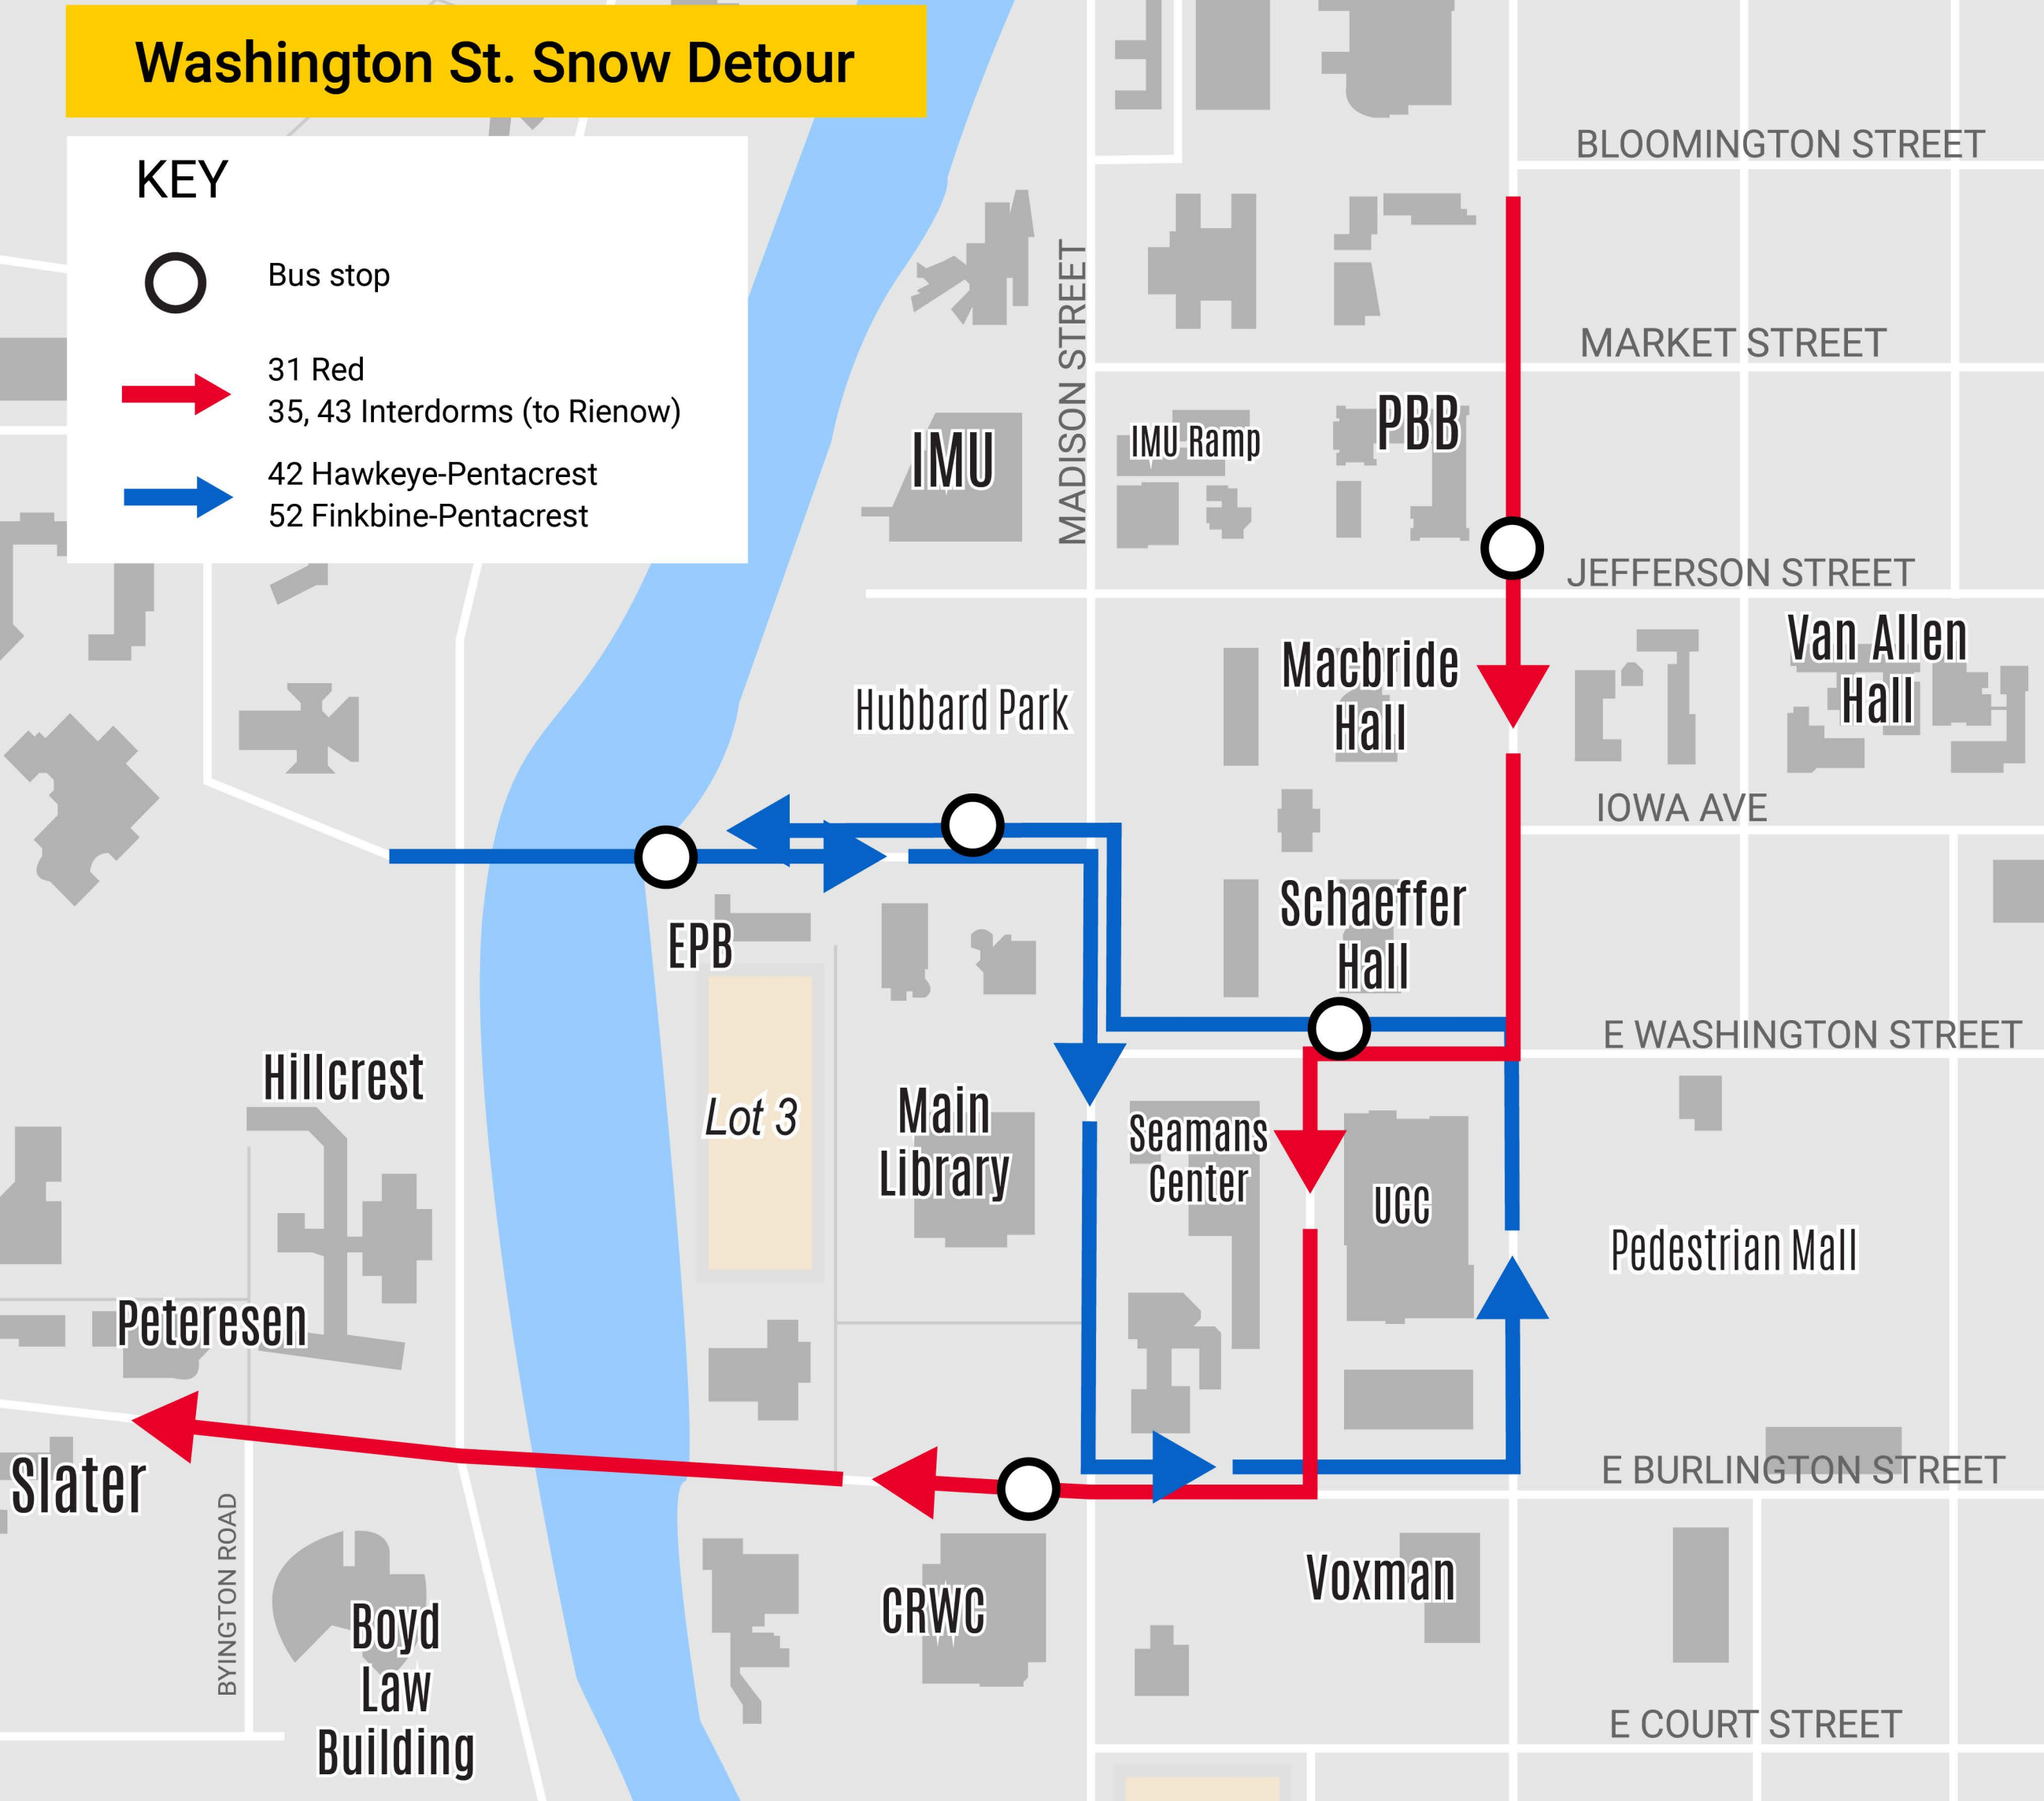 Washington St. Snow Detour
KEY
Bus stop
31 Red
35, 43 Interdorms (to Rienow)
42 Hawkeye-Pentacrest
52 Finkbine-Pentacrest
BLOOMINGTON STREET
MADISON STREET
MARKET STREET
IMU
IMU Ramp
PBB
JEFFERSON STREET
Macbride
Hall
Van Allen
Hall
Hubbard Park
IOWA AVE
Schaeffer
Hall
EPB
E WASHINGTON STREET
Hillcrest
Lot 3
Main
Library
Seamans
Center
UCC
Pedestrian Mall
Petersen
Slater
E BURLINGTON STREET
BYINGTON ROAD
Boyd
Law
Building
CRWC
Voxman
E COURT STREET